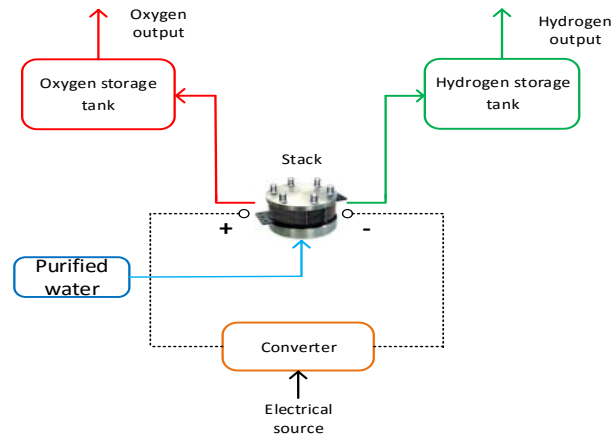 Oxygen
output
Hydrogen
output
Oxygen storage
tank
Hydrogen storage
tank
Stack
+
-
Purified
water
Converter
Electrical
source